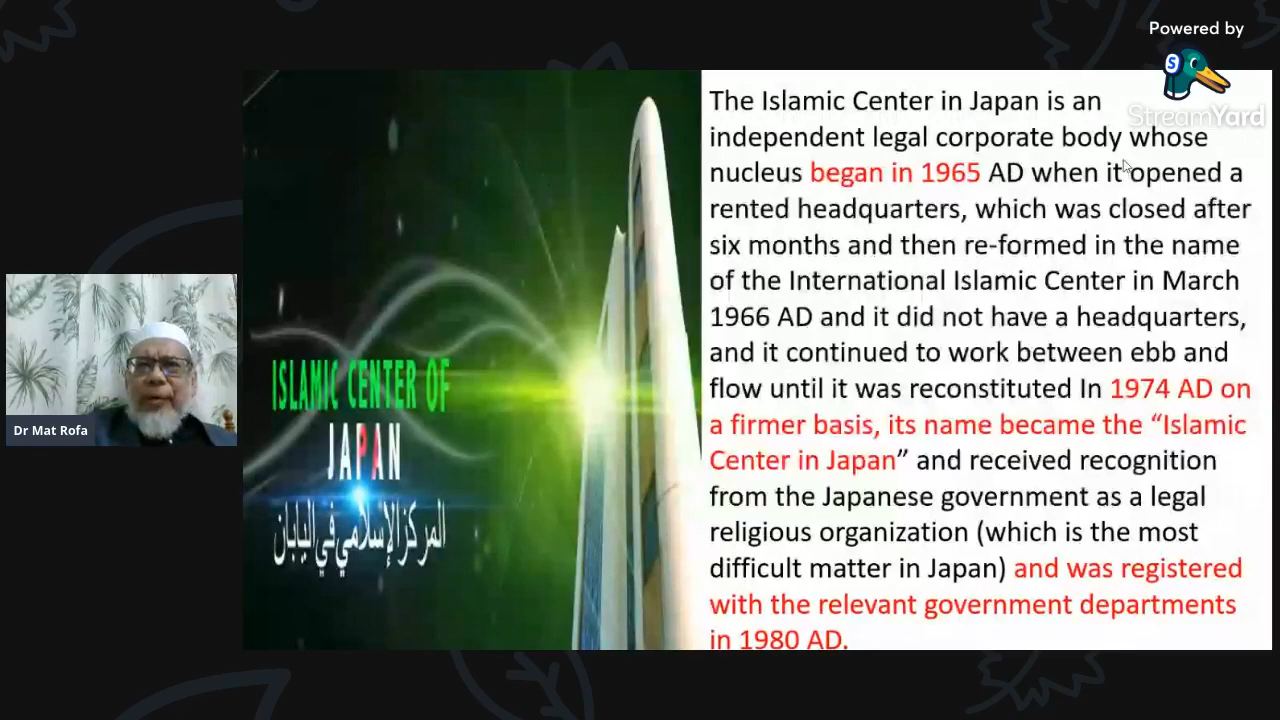 Powered by
StreamYard
The Islamic Center in Japan is an
independent legal corporate body whose
nucleus began in 1965 AD when it opened a
rented headquarters, which was closed after
six months and then re-formed in the name
of the International Islamic Center in March
1966 AD and it did not have a headquarters,
and it continued to work between ebb and
flow until it was reconstituted In 1974 AD on
a firmer basis, its name became the “Islamic
Center in Japan” and received recognition
from the Japanese government as a legal
religious organization (which is the most
difficult matter in Japan) and was registered
with the relevant government departments
in 1980 AD.
ISLAMIC CENTER OF
JAPAN
المركز الإسلامي في اليابان
Dr Mat Rofa